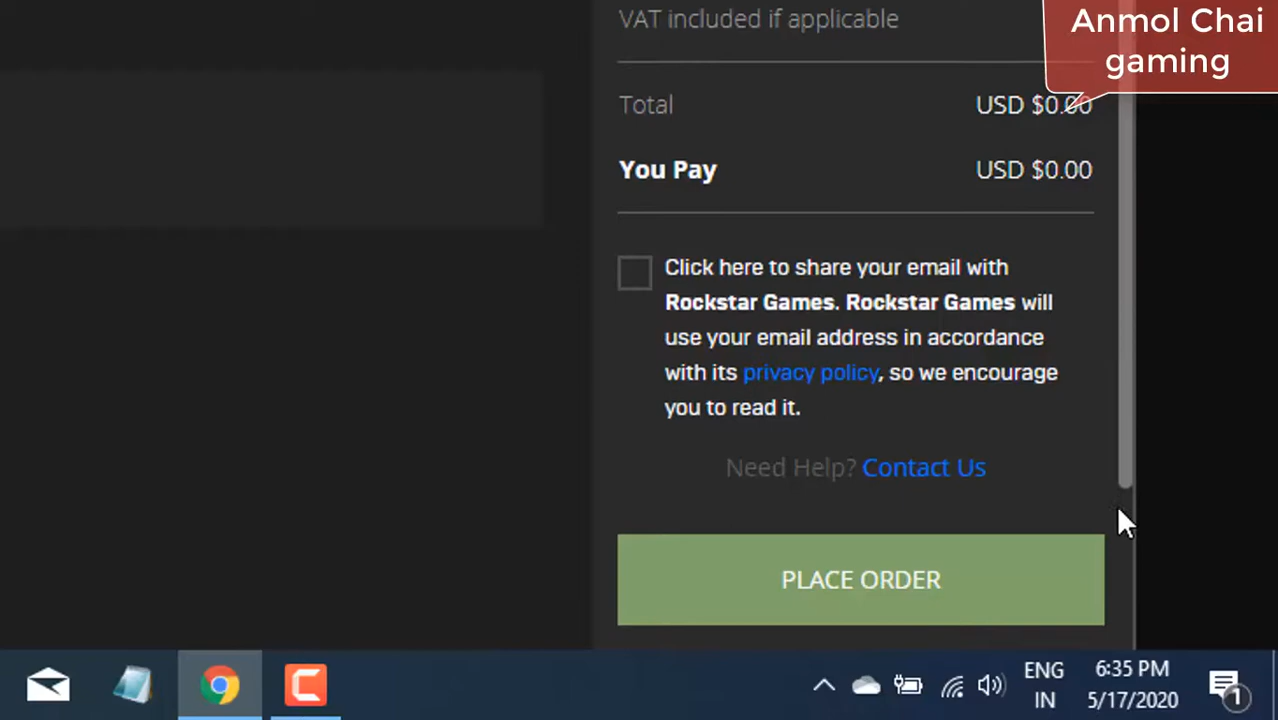 VAT included if applicable
Anmol Chai
gaming
Total USD $0.00
You Pay USD $0.00
Click here to share your email with
Rockstar Games. Rockstar Games will
use your email address in accordance
with its privacy policy, so we encourage
you to read it.
Need Help? Contact Us
PLACE ORDER
ENG 6:35 PM
IN 5/17/2020
1